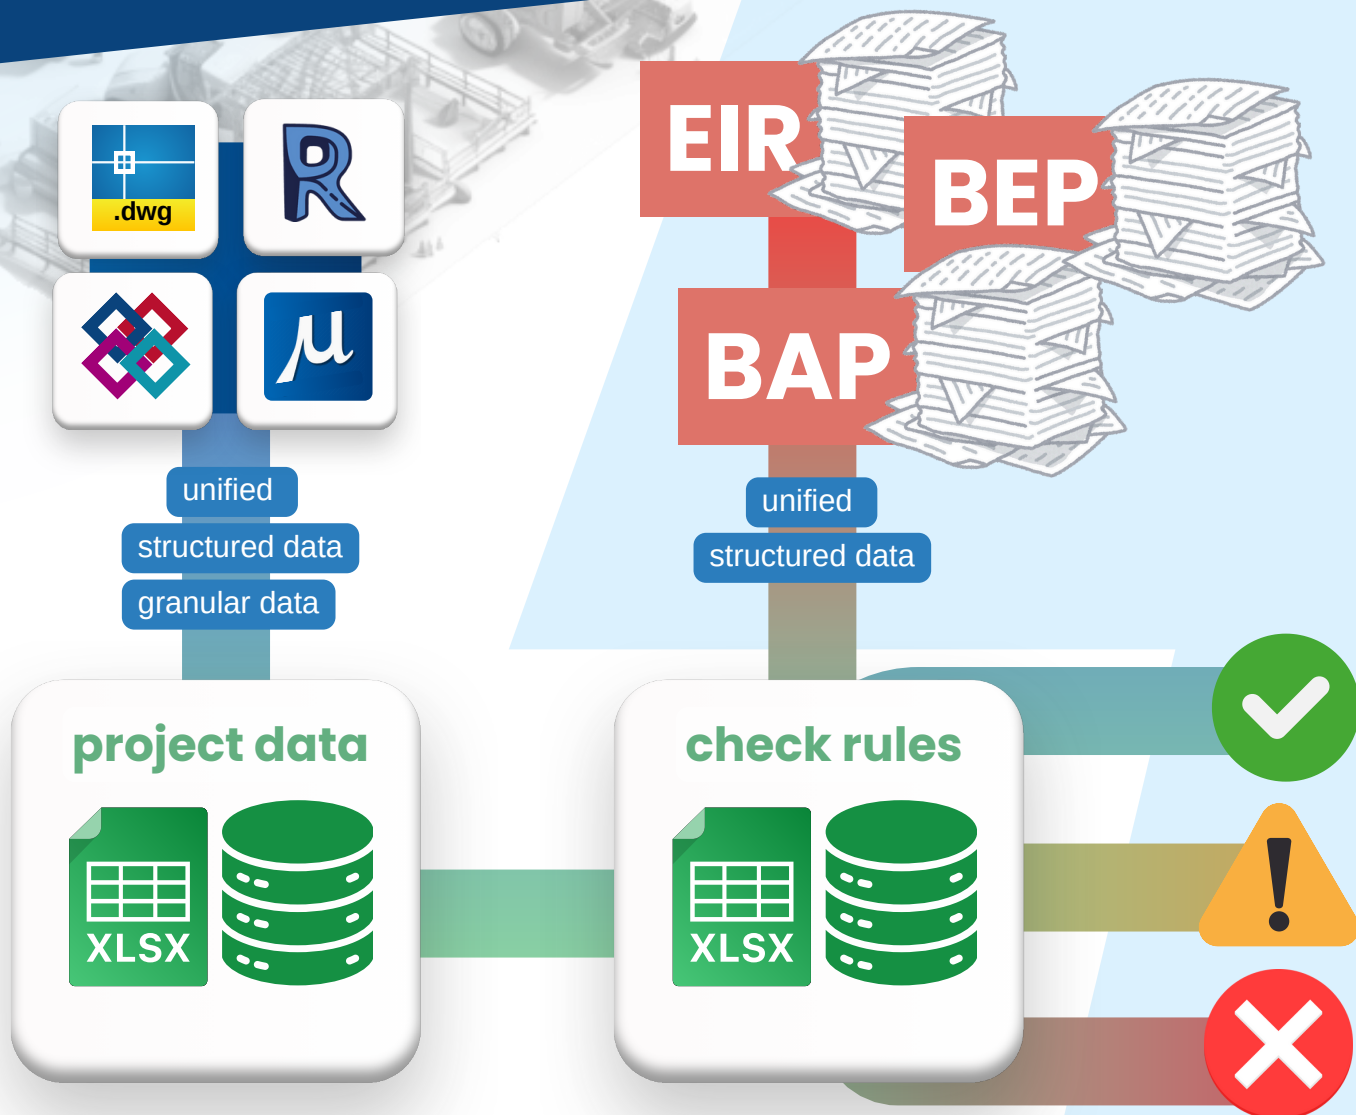 .dwg
R
μ
unified
structured data
granular data
project data
XLSX
EIR
BEP
BAP
unified
structured data
check rules
XLSX